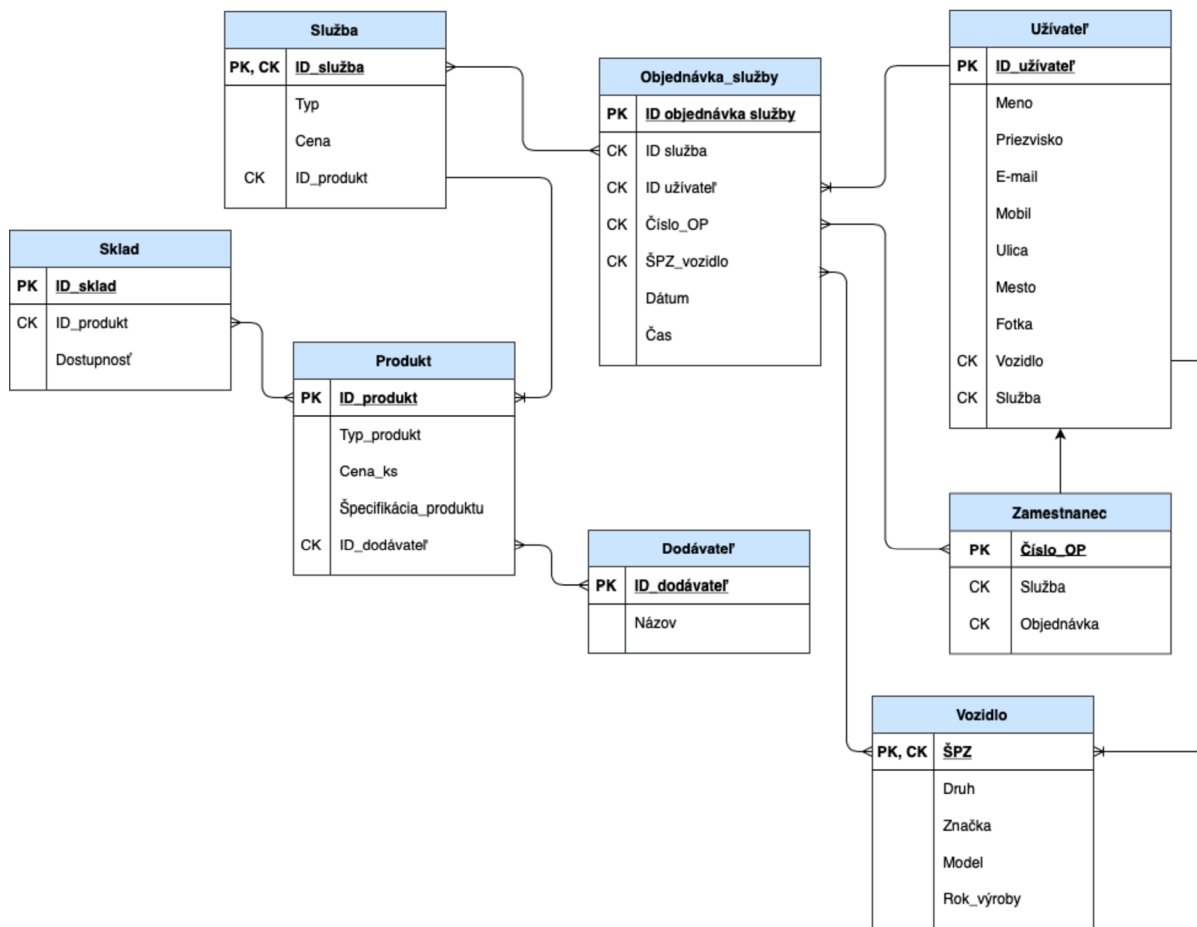 Služba
PK, CK ID_služba
Typ
Cena
CK ID_produkt
Objednávka_služby
PK ID objednávka služby
CK ID služba
CK ID užívateľ
CK Číslo_OP
CK ŠPZ_vozidlo
Dátum
Čas
Užívateľ
PK ID_užívateľ
Meno
Priezvisko
E-mail
Mobil
Ulica
Mesto
Fotka
CK Vozidlo
CK Služba
Sklad
PK ID_sklad
CK ID_produkt
Dostupnosť
Produkt
PK ID_produkt
Typ_produkt
Cena_ks
Špecifikácia_produktu
CK ID_dodávateľ
Dodávateľ
PK ID_dodávateľ
Názov
Zamestnanec
PK Číslo_OP
CK Služba
CK Objednávka
Vozidlo
PK, CK ŠPZ
Druh
Značka
Model
Rok_výroby